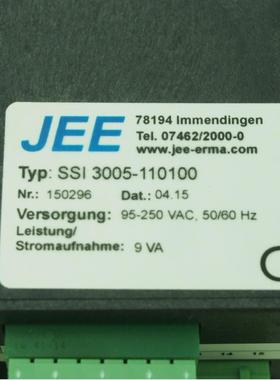 JEE
78194 Immendingen
Tel. 07462/2000-0
www.jee-erma.com
Typ: SSI 3005-110100
Nr.: 150296 Dat.: 04.15
Versorgung: 95-250 VAC, 50/60 Hz
Leistung/
Stromaufnahme: 9 VA